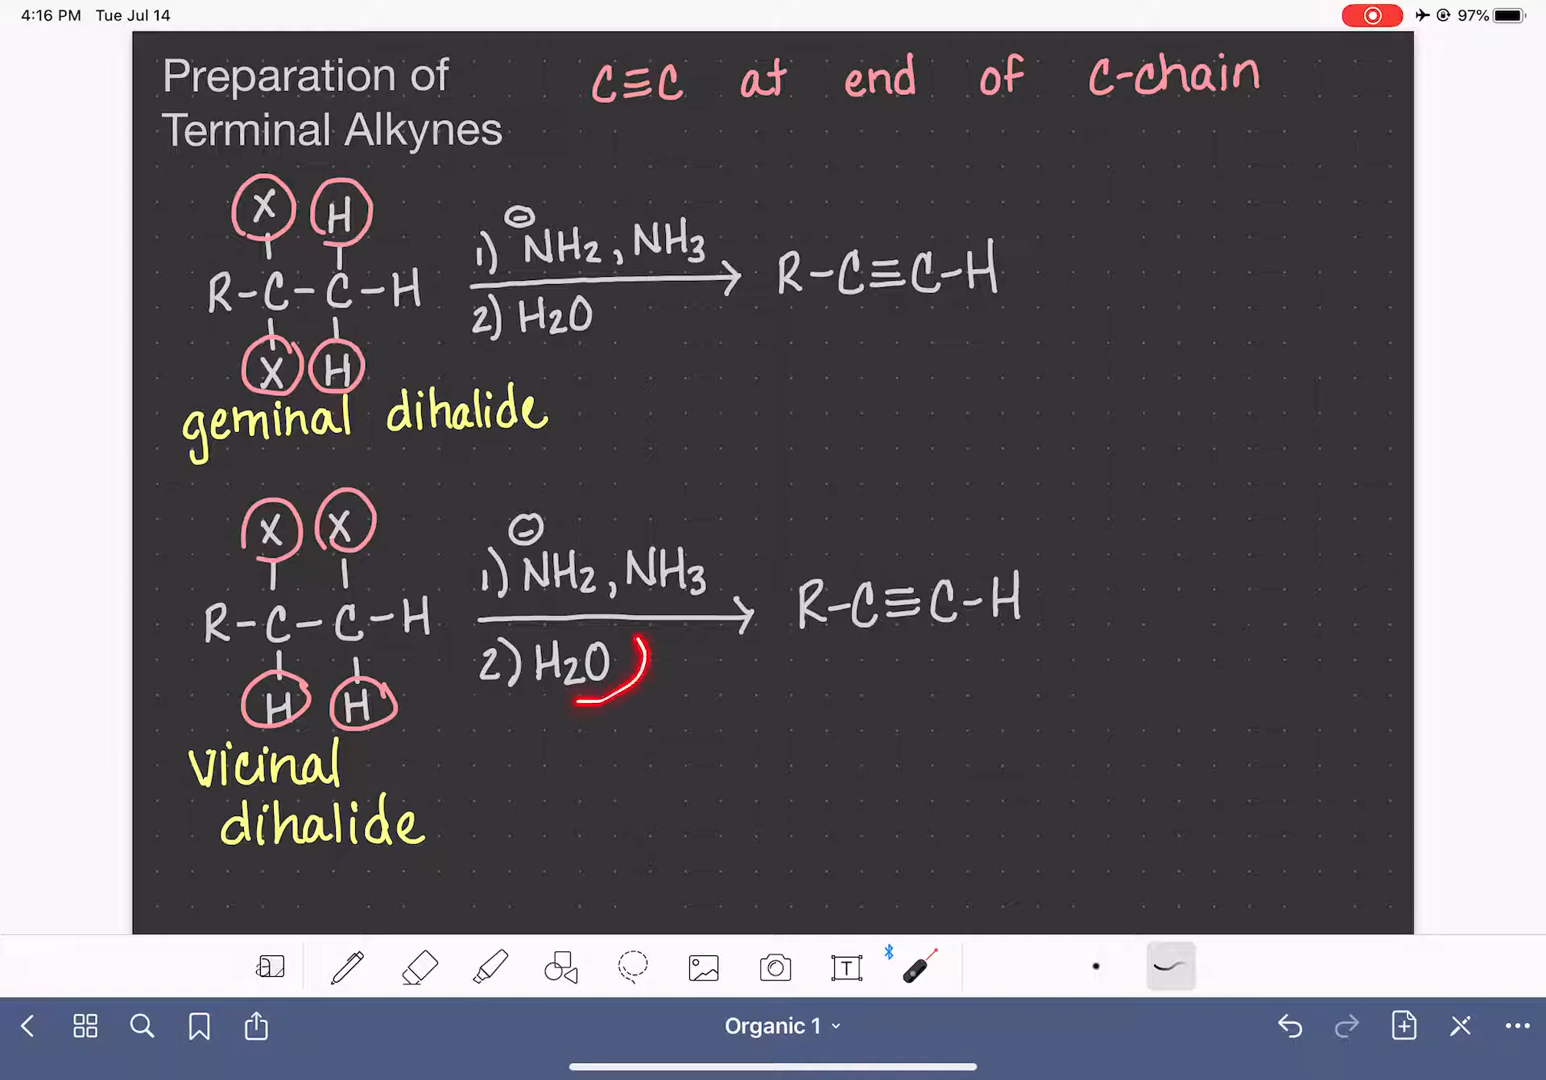 4:16 PM Tue Jul 14
97%
Preparation of
Terminal Alkynes
C≡C at end of C-chain
X H
R-C-C-H
X H
1) ⊖NH2, NH3
2) H2O
R-C≡C-H
geminal dihalide
X X
R-C-C-H
H H
1) ⊖NH2, NH3
2) H2O
R-C≡C-H
vicinal
dihalide
T
Organic 1